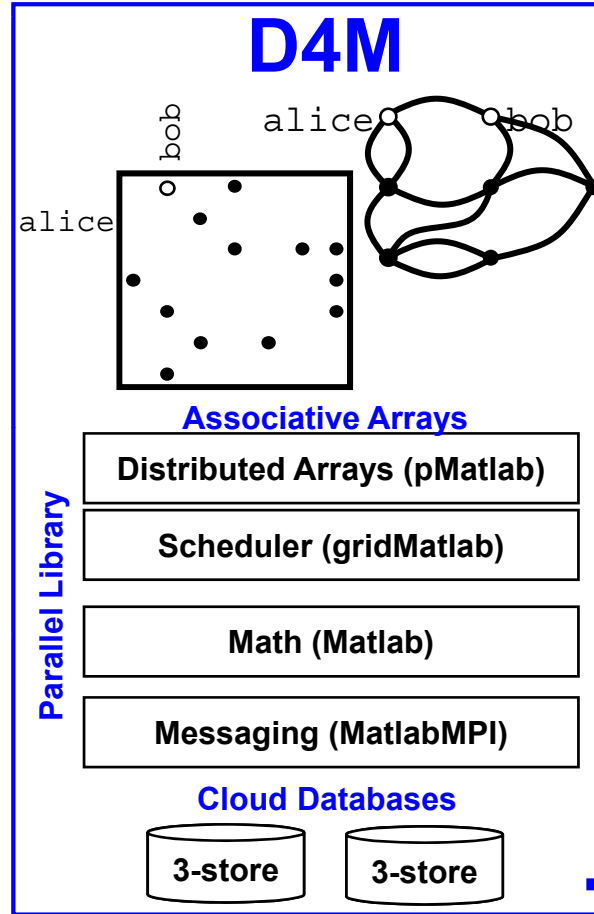 D4M
bob
alice
alice
bob
Associative Arrays
Parallel Library
Distributed Arrays (pMatlab)
Scheduler (gridMatlab)
Math (Matlab)
Messaging (MatlabMPI)
Cloud Databases
3-store
3-store